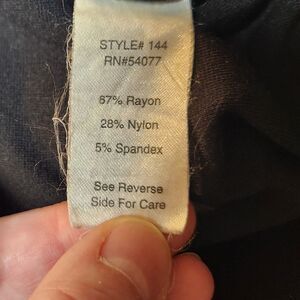 STYLE# 144
RN#54077
67% Rayon
28% Nylon
5% Spandex
See Reverse
Side For Care